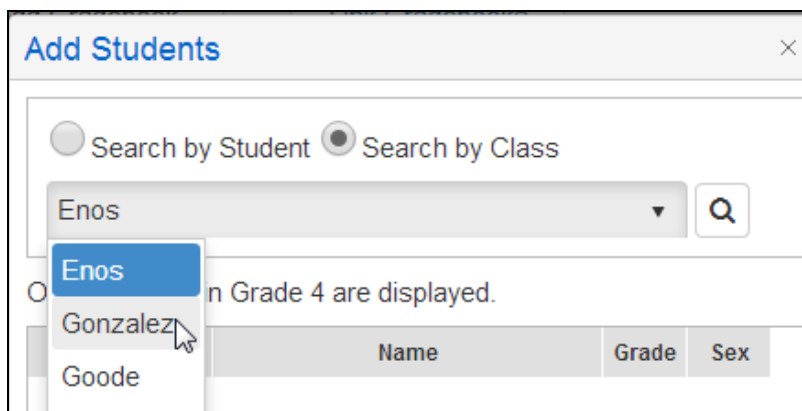 Add Students
Search by Student Search by Class
Enos
Enos
n Grade 4 are displayed.
Gonzalez
Name Grade Sex
Goode